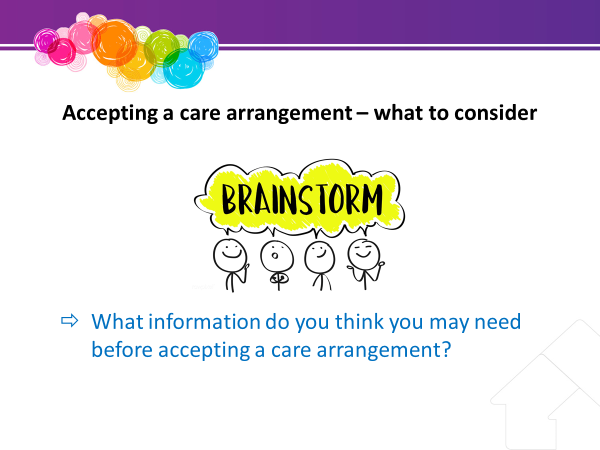 Accepting a care arrangement – what to consider
BRAINSTORM
⇨ What information do you think you may need
before accepting a care arrangement?